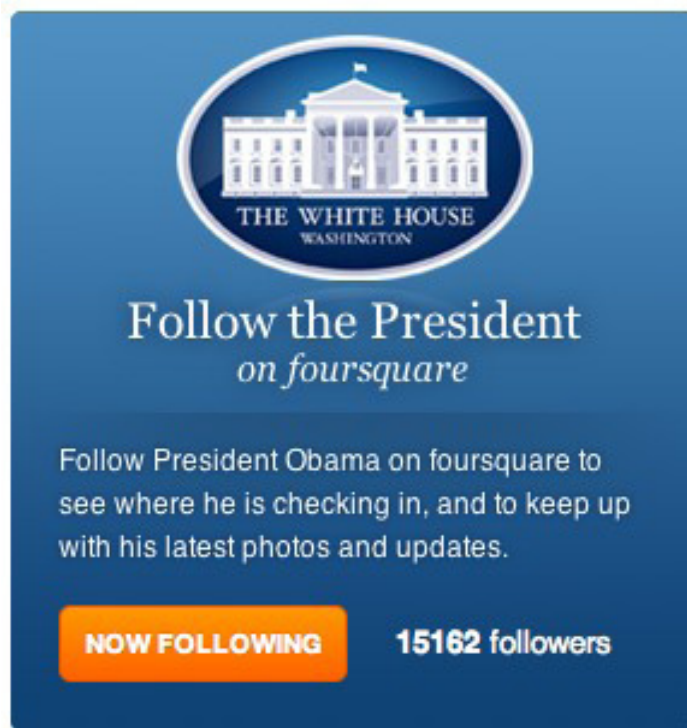 THE WHITE HOUSE
WASHINGTON
Follow the President
on foursquare
Follow President Obama on foursquare to
see where he is checking in, and to keep up
with his latest photos and updates.
NOW FOLLOWING 15162 followers